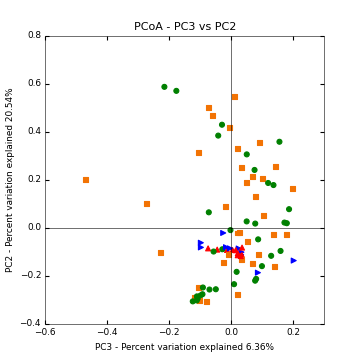 PCoA - PC3 vs PC2
0.8
0.6
0.4
0.2
0.0
−0.2
−0.4
−0.6 −0.4 −0.2 0.0 0.2
PC2 - Percent variation explained 20.54%
PC3 - Percent variation explained 6.36%